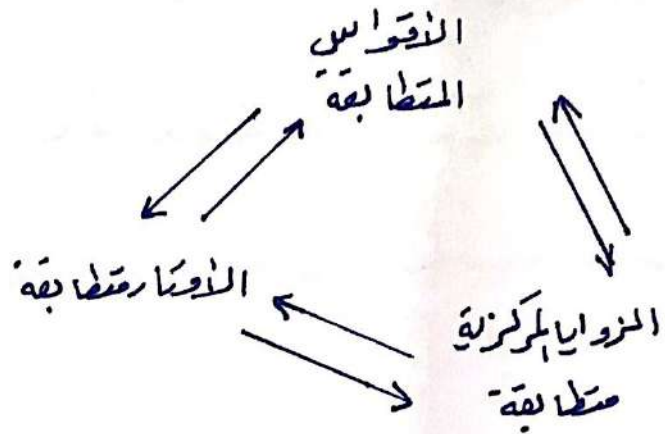 الأقواس
المتطابقة
الأوتار متطابقة
الزوايا المركزية
متطابقة